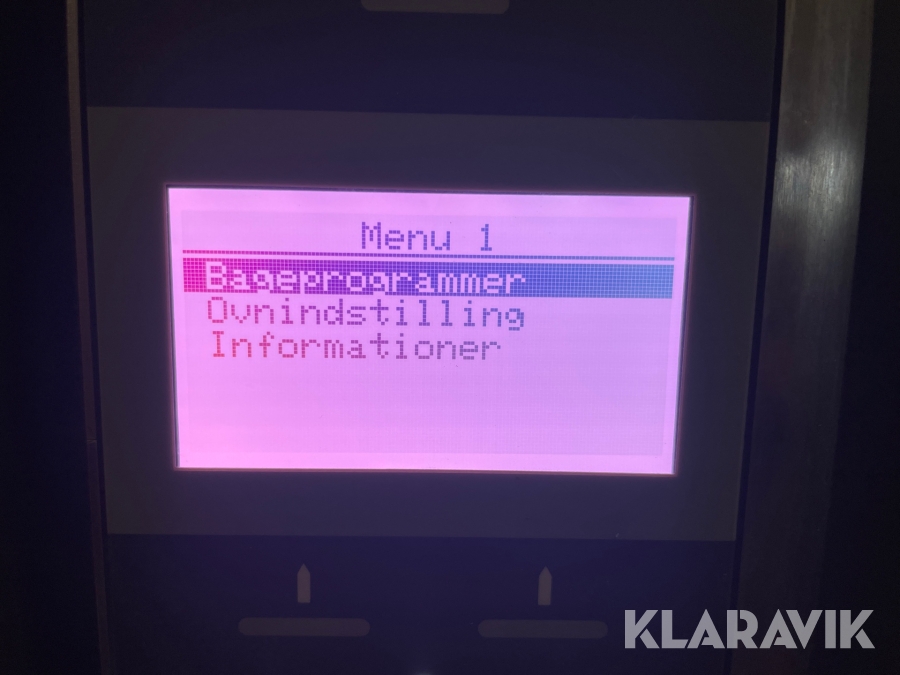 Menu 1
Bageprogrammer
Ovnindstilling
Informationer
KLARAVIK